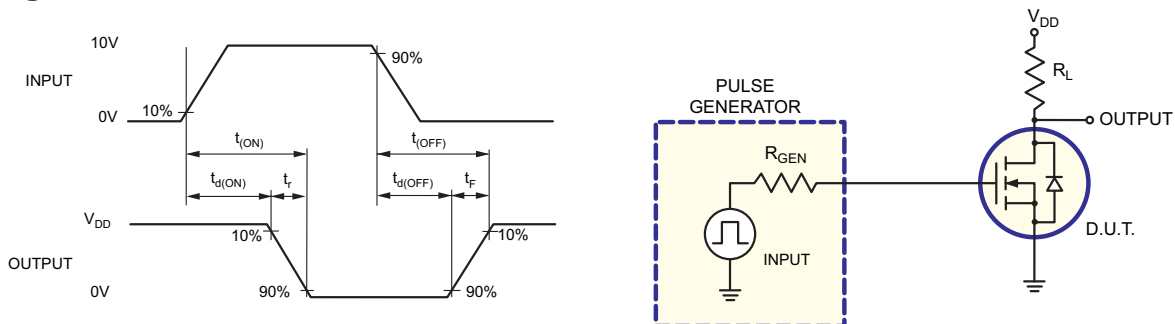 10V
INPUT
0V
10%
90%
t(ON)
t(OFF)
td(ON)
tr
td(OFF)
tF
VDD
OUTPUT
0V
10%
90%
90%
10%
PULSE
GENERATOR
RGEN
INPUT
VDD
RL
OUTPUT
D.U.T.